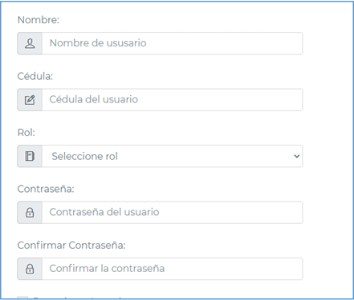 Nombre:
Nombre de ususario
Cédula:
Cédula del usuario
Rol:
Seleccione rol
Contraseña:
Contraseña del usuario
Confirmar Contraseña:
Confirmar la contraseña